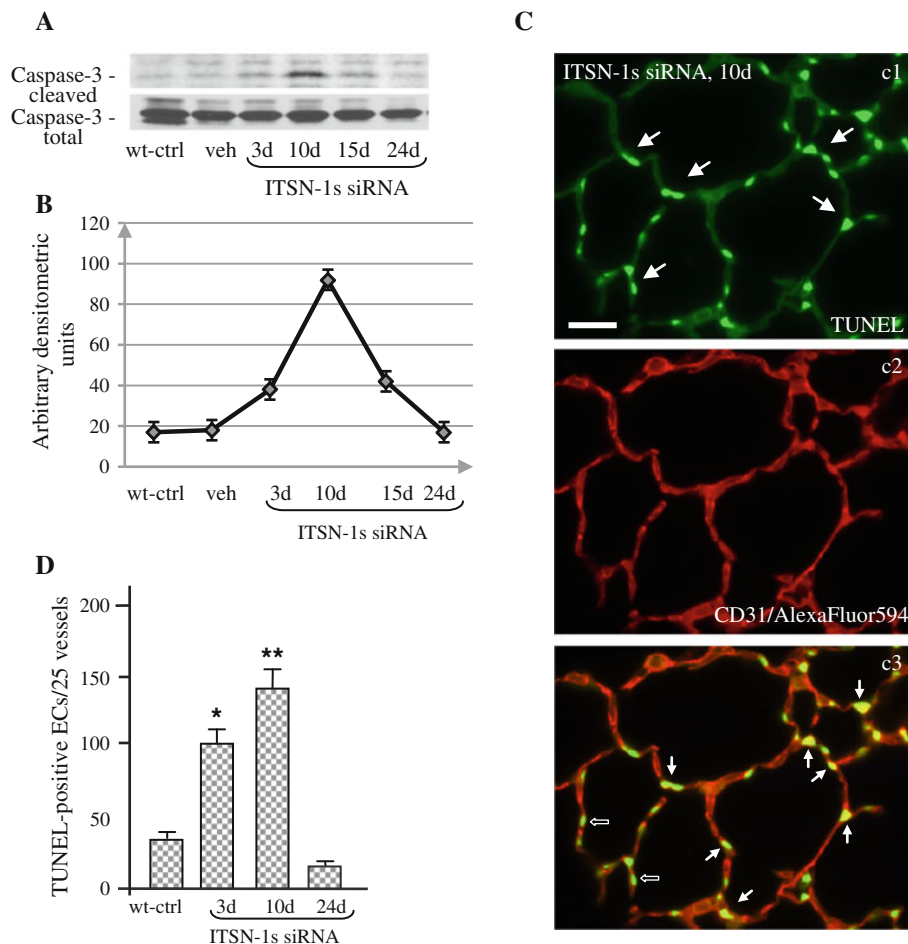 A
Caspase-3 -
cleaved
Caspase-3 -
total
wt-ctrl veh 3d 10d 15d 24d
ITSN-1s siRNA
B
120
100
80
60
40
20
0
Arbitrary densitometric
units
wt-ctrl veh 3d 10d 15d 24d
ITSN-1s siRNA
D
200
150
100
50
0
TUNEL-positive ECs/25 vessels
*
**
wt-ctrl 3d 10d 24d
ITSN-1s siRNA
C
ITSN-1s siRNA, 10d c1
TUNEL
c2
CD31/AlexaFluor594
c3